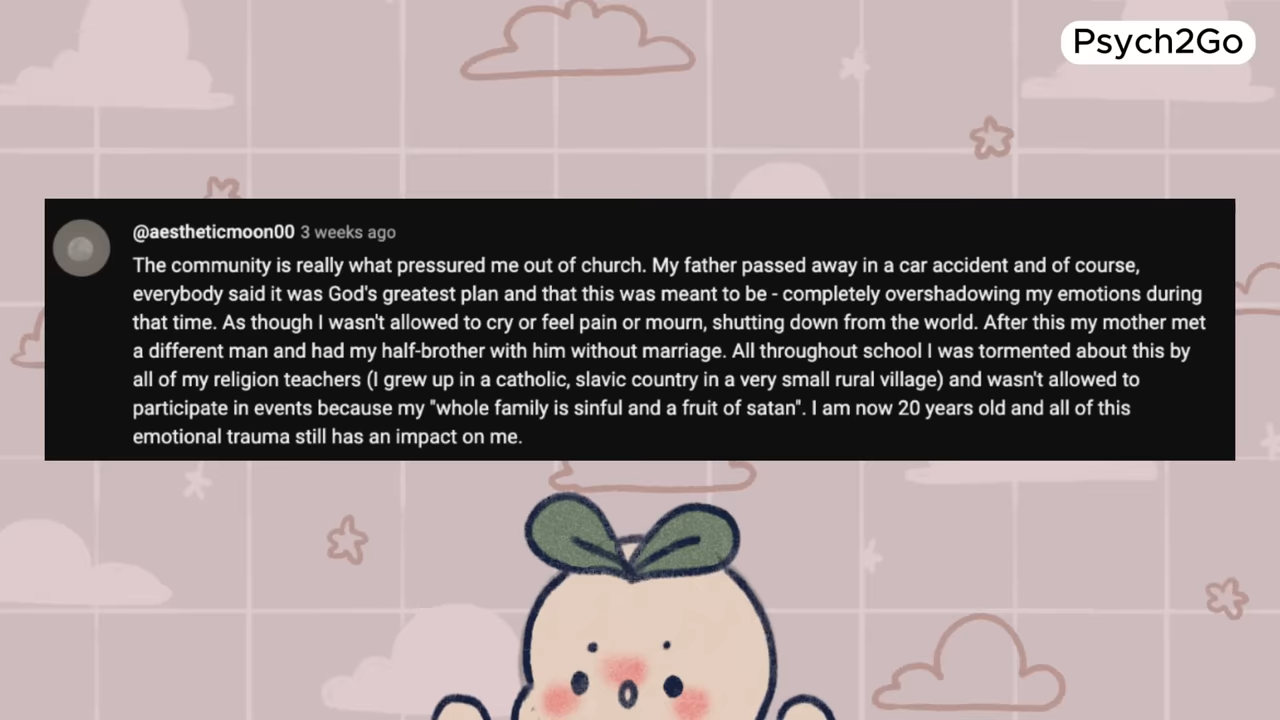 Psych2Go
@aestheticmoon00 3 weeks ago
The community is really what pressured me out of church. My father passed away in a car accident and of course,
everybody said it was God's greatest plan and that this was meant to be - completely overshadowing my emotions during
that time. As though I wasn't allowed to cry or feel pain or mourn, shutting down from the world. After this my mother met
a different man and had my half-brother with him without marriage. All throughout school I was tormented about this by
all of my religion teachers (I grew up in a catholic, slavic country in a very small rural village) and wasn't allowed to
participate in events because my "whole family is sinful and a fruit of satan". I am now 20 years old and all of this
emotional trauma still has an impact on me.